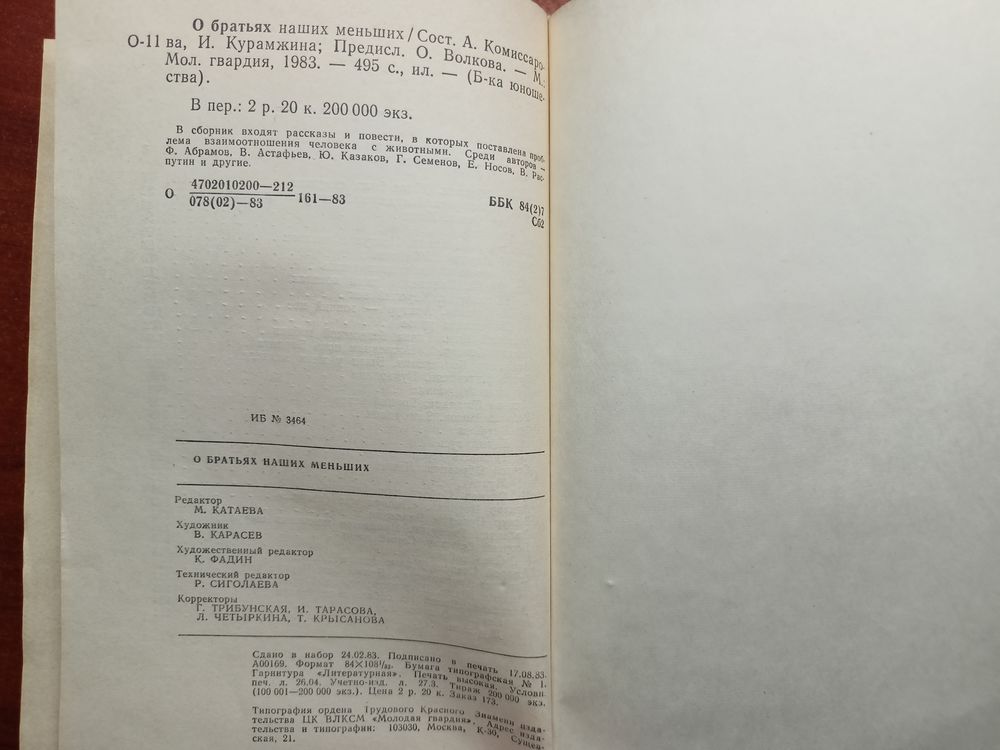 О братьях наших меньших/Сост. А. Комиссаро-
О-11 ва, И. Курамжина; Предисл. О. Волкова. — М.:
Мол. гвардия, 1983. — 495 с., ил. — (Б-ка юноше-
ства).
В пер.: 2 р. 20 к. 200 000 экз.
В сборник входят рассказы и повести, в которых поставлена проб-
лема взаимоотношения человека с животными. Среди авторов —
Ф. Абрамов, В. Астафьев, Ю. Казаков, Г. Семенов, Е. Носов, В. Рас-
путин и другие.
О 4702010200—212
078(02)—83 161—83
ББК 84(2)7
Сб2
ИБ № 3464
О БРАТЬЯХ НАШИХ МЕНЬШИХ
Редактор
М. КАТАЕВА
Художник
В. КАРАСЕВ
Художественный редактор
К. ФАДИН
Технический редактор
Р. СИГОЛАЕВА
Корректоры
Г. ТРИБУНСКАЯ, И. ТАРАСОВА,
Л. ЧЕТЫРКИНА, Т. КРЫСАНОВА
Сдано в набор 24.02.83. Подписано в печать 17.08.83.
А00169. Формат 84×108¹/₃₂. Бумага типографская № 1.
Гарнитура «Литературная». Печать высокая. Условн.
печ. л. 26,04. Учетно-изд. л. 27,3. Тираж 200 000 экз.
(100 001—200 000 экз.). Цена 2 р. 20 к. Заказ 173.
Типография ордена Трудового Красного Знамени изда-
тельства ЦК ВЛКСМ «Молодая гвардия». Адрес изда-
тельства и типографии: 103030, Москва, К-30, Сущев-
ская, 21.